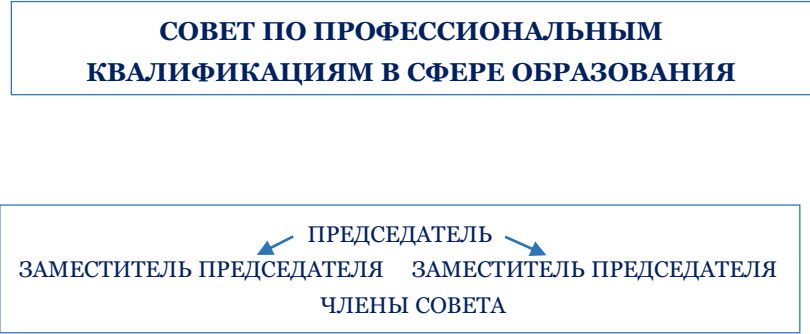 СОВЕТ ПО ПРОФЕССИОНАЛЬНЫМ
КВАЛИФИКАЦИЯМ В СФЕРЕ ОБРАЗОВАНИЯ
ПРЕДСЕДАТЕЛЬ
ЗАМЕСТИТЕЛЬ ПРЕДСЕДАТЕЛЯ ЗАМЕСТИТЕЛЬ ПРЕДСЕДАТЕЛЯ
ЧЛЕНЫ СОВЕТА